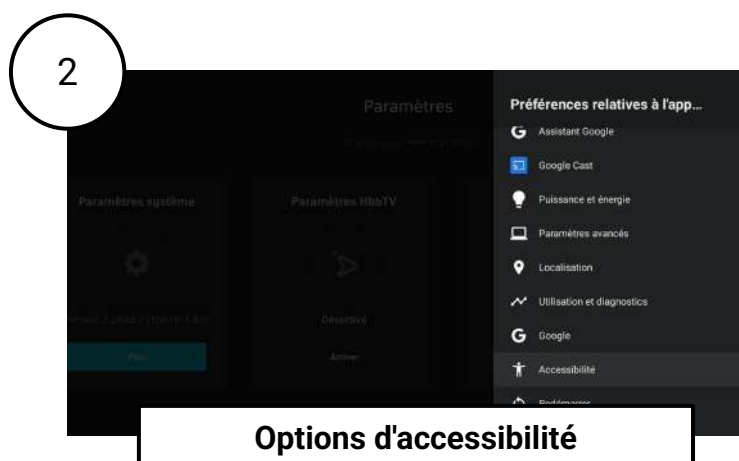 2
Paramètres
Préférences relatives à l'app...
Assistant Google
Google Cast
Paramètres système
Paramètres HbbTV
Puissance et énergie
Paramètres avancés
Localisation
Utilisation et diagnostics
Désactivé
Google
Activer
Accessibilité
Redémarrer
Options d'accessibilité